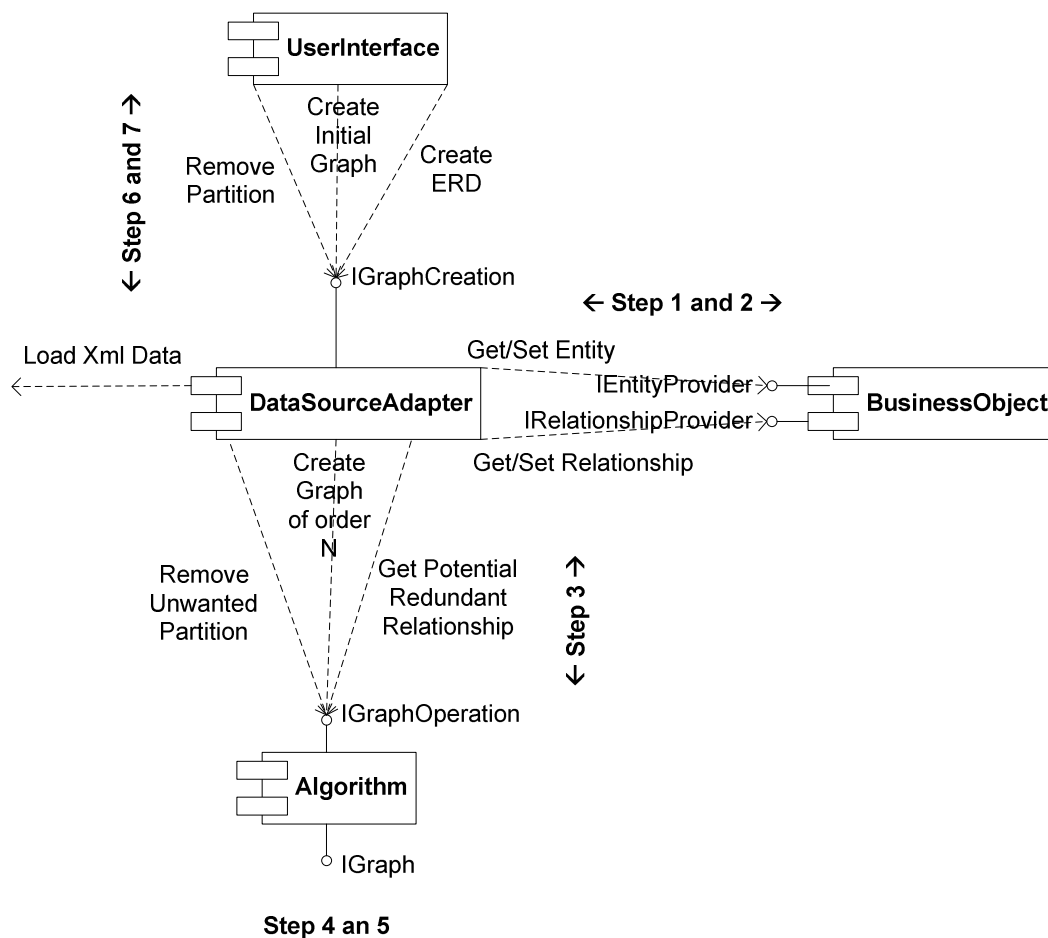 UserInterface
Create
Initial
Graph
Remove
Partition
Create
ERD
← Step 6 and 7 →
IGraphCreation
← Step 1 and 2 →
Load Xml Data
Get/Set Entity
DataSourceAdapter
IEntityProvider
IRelationshipProvider
BusinessObject
Get/Set Relationship
Create
Graph
of order
N
Remove
Unwanted
Partition
Get Potential
Redundant
Relationship
← Step 3 →
IGraphOperation
Algorithm
IGraph
Step 4 an 5